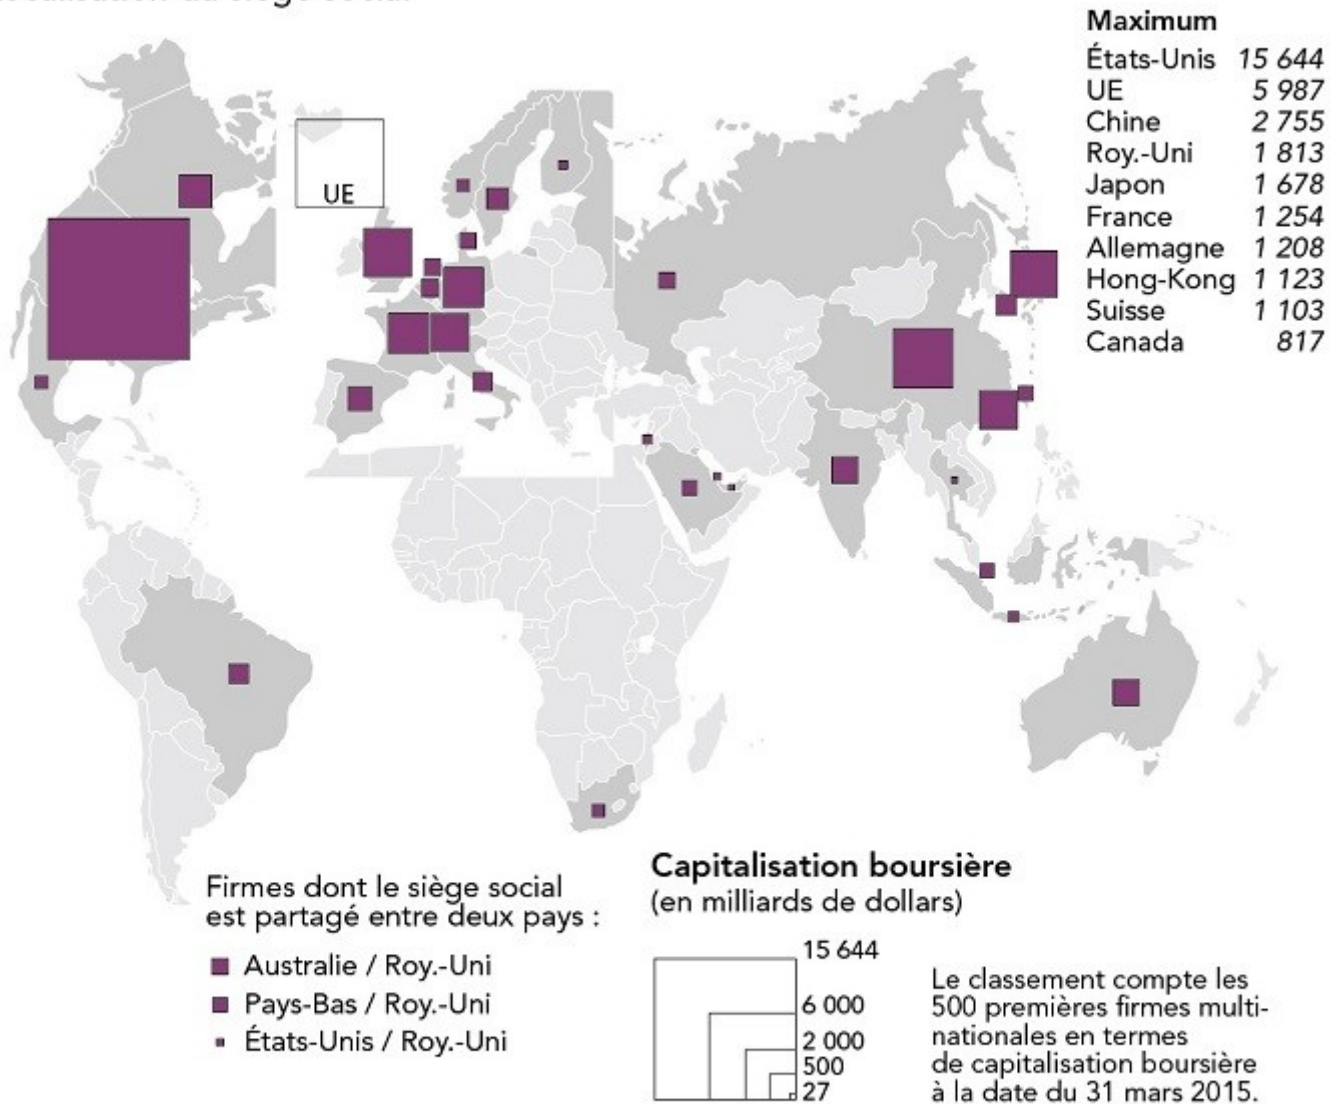 localisation du siège social
Maximum
États-Unis 15 644
UE 5 987
Chine 2 755
Roy.-Uni 1 813
Japon 1 678
France 1 254
Allemagne 1 208
Hong-Kong 1 123
Suisse 1 103
Canada 817
UE
Firmes dont le siège social
est partagé entre deux pays :
Australie / Roy.-Uni
Pays-Bas / Roy.-Uni
États-Unis / Roy.-Uni
Capitalisation boursière
(en milliards de dollars)
15 644
6 000
2 000
500
27
Le classement compte les
500 premières firmes multi-
nationales en termes
de capitalisation boursière
à la date du 31 mars 2015.